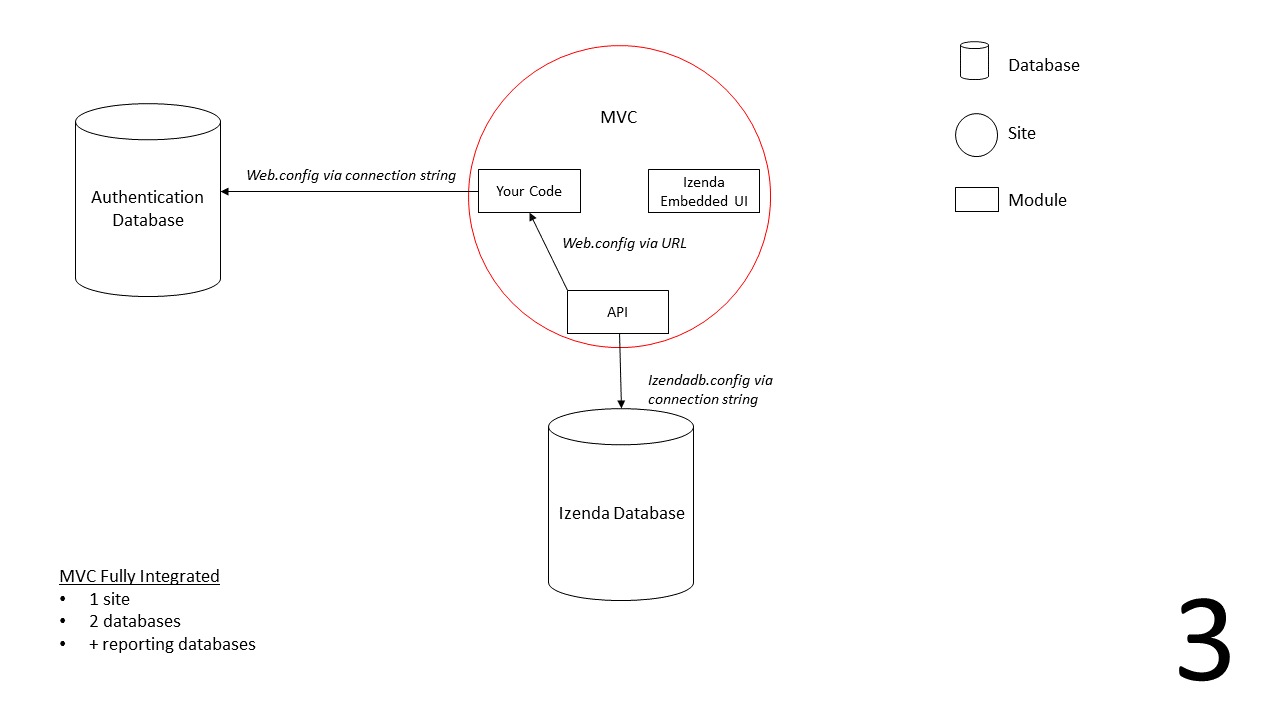 MVC
Database
Site
Module
Authentication
Database
Web.config via connection string
Your Code
Izenda
Embedded UI
Web.config via URL
API
Izendadb.config via
connection string
Izenda Database
MVC Fully Integrated
• 1 site
• 2 databases
• + reporting databases
3